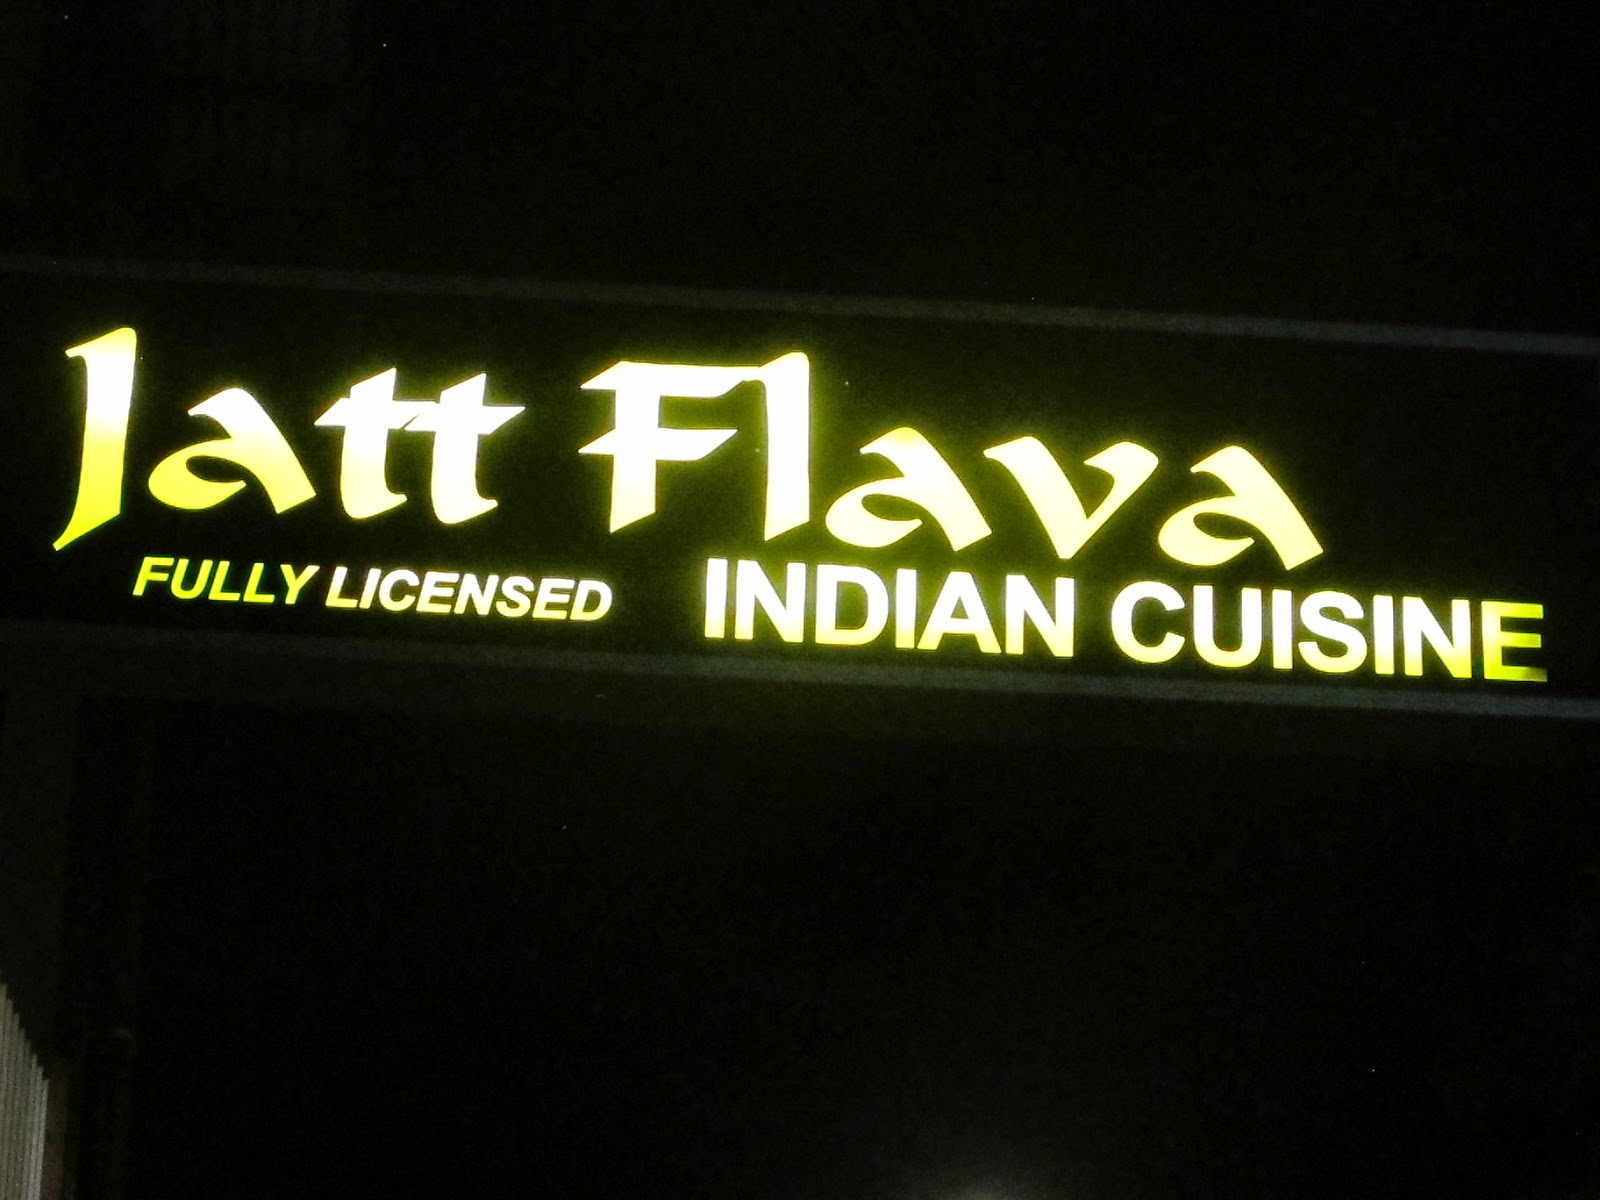 Jatt Flava
FULLY LICENSED INDIAN CUISINE